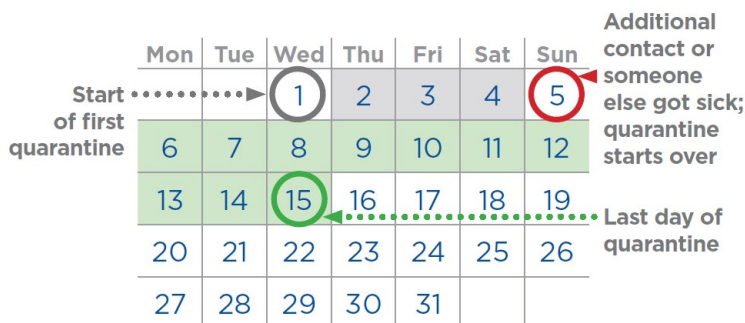 Mon Tue Wed Thu Fri Sat Sun
1 2 3 4 5
6 7 8 9 10 11 12
13 14 15 16 17 18 19
20 21 22 23 24 25 26
27 28 29 30 31
Start
of first
quarantine
Additional
contact or
someone
else got sick;
quarantine
starts over
Last day of
quarantine